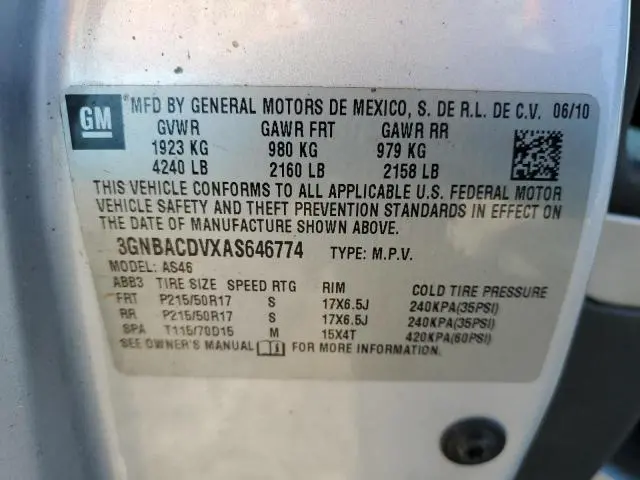 GM
MFD BY GENERAL MOTORS DE MEXICO, S. DE R.L. DE C.V. 06/10
GVWR GAWR FRT GAWR RR
1923 KG 980 KG 979 KG
4240 LB 2160 LB 2158 LB
THIS VEHICLE CONFORMS TO ALL APPLICABLE U.S. FEDERAL MOTOR
VEHICLE SAFETY AND THEFT PREVENTION STANDARDS IN EFFECT ON
THE DATE OF MANUFACTURE SHOWN ABOVE.
3GNBACDVXAS646774 TYPE: M.P.V.
MODEL: AS46
ABB3 TIRE SIZE SPEED RTG RIM COLD TIRE PRESSURE
FRT P215/50R17 S 17X6.5J 240KPA(35PSI)
RR P215/50R17 S 17X6.5J 240KPA(35PSI)
SPA T115/70D15 M 15X4T 420KPA(60PSI)
SEE OWNER'S MANUAL FOR MORE INFORMATION.